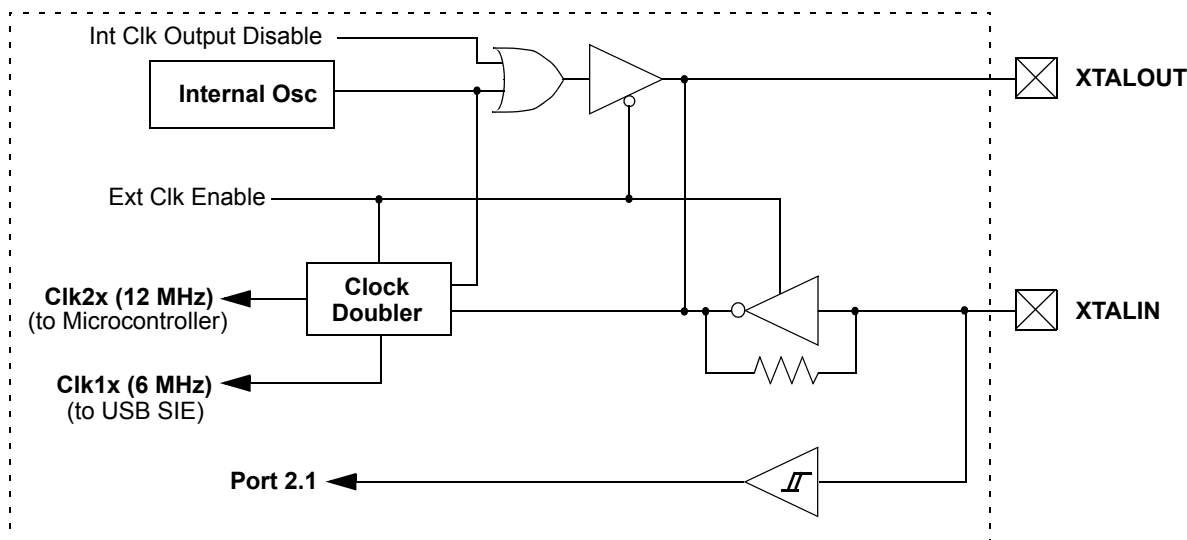 Int Clk Output Disable
Internal Osc
XTALOUT
Ext Clk Enable
Clk2x (12 MHz)
(to Microcontroller)
Clock
Doubler
XTALIN
Clk1x (6 MHz)
(to USB SIE)
Port 2.1